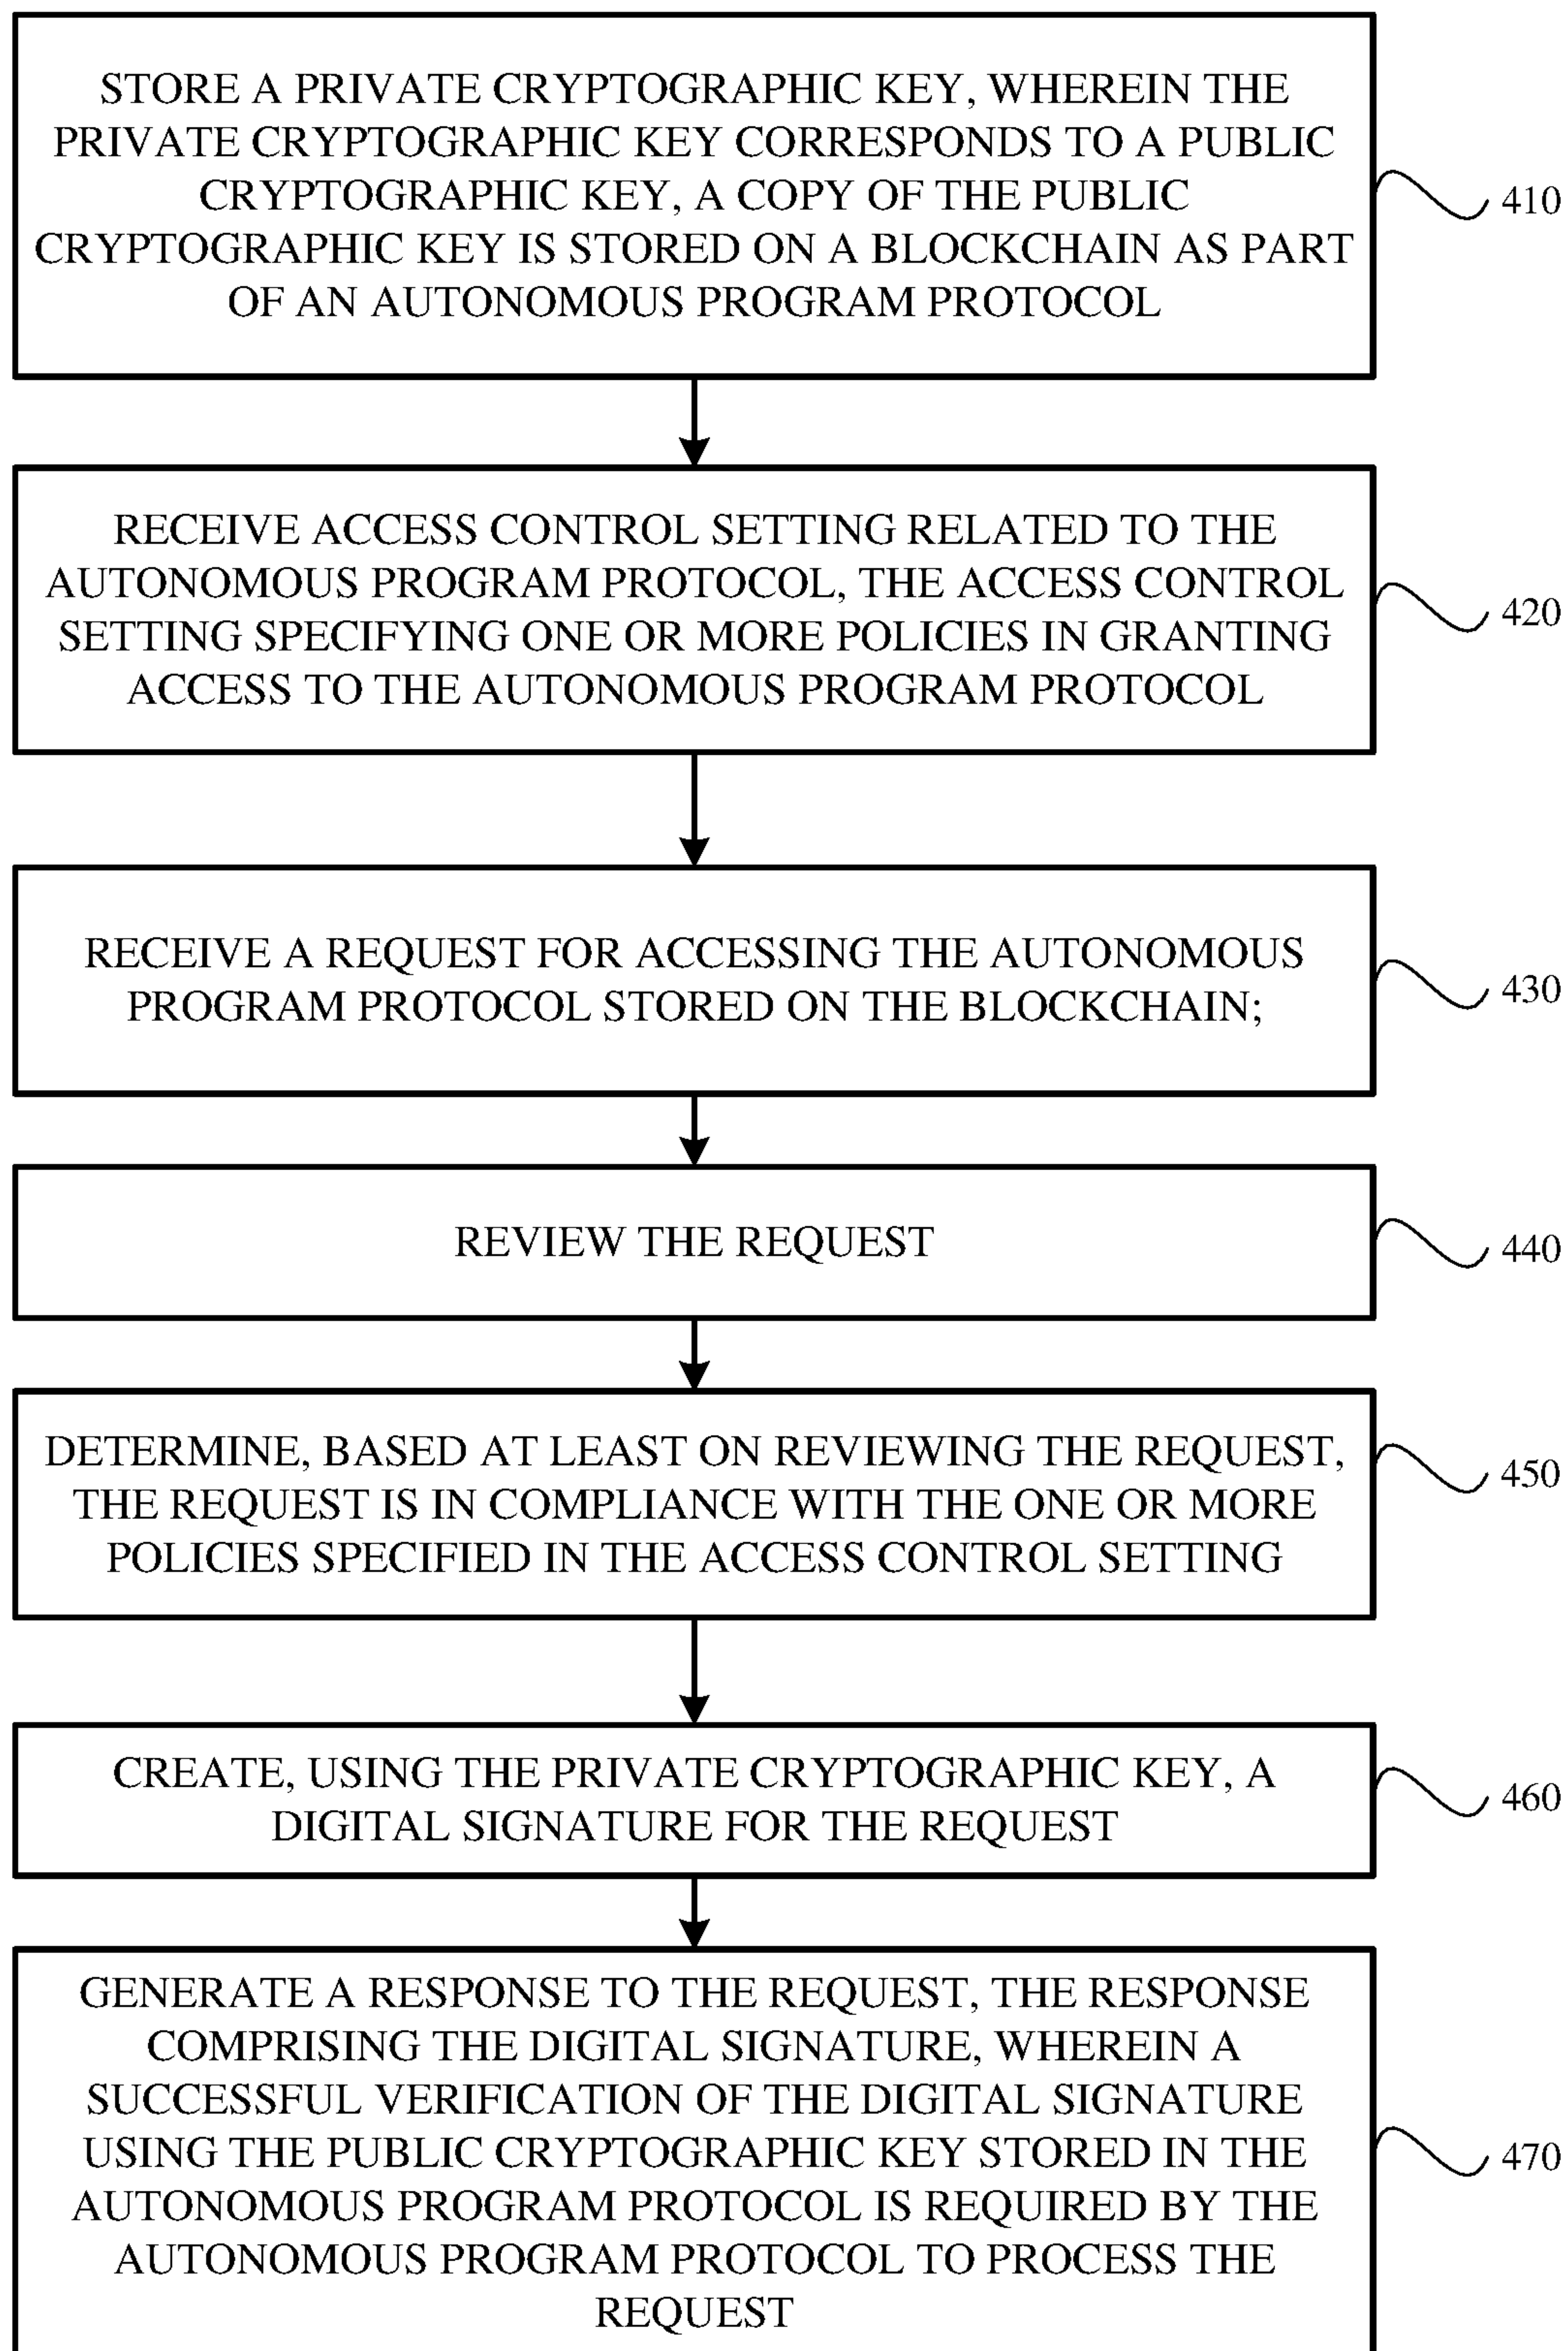 STORE A PRIVATE CRYPTOGRAPHIC KEY, WHEREIN THE
PRIVATE CRYPTOGRAPHIC KEY CORRESPONDS TO A PUBLIC
CRYPTOGRAPHIC KEY, A COPY OF THE PUBLIC
CRYPTOGRAPHIC KEY IS STORED ON A BLOCKCHAIN AS PART
OF AN AUTONOMOUS PROGRAM PROTOCOL
410
RECEIVE ACCESS CONTROL SETTING RELATED TO THE
AUTONOMOUS PROGRAM PROTOCOL, THE ACCESS CONTROL
SETTING SPECIFYING ONE OR MORE POLICIES IN GRANTING
ACCESS TO THE AUTONOMOUS PROGRAM PROTOCOL
420
RECEIVE A REQUEST FOR ACCESSING THE AUTONOMOUS
PROGRAM PROTOCOL STORED ON THE BLOCKCHAIN;
430
REVIEW THE REQUEST
440
DETERMINE, BASED AT LEAST ON REVIEWING THE REQUEST,
THE REQUEST IS IN COMPLIANCE WITH THE ONE OR MORE
POLICIES SPECIFIED IN THE ACCESS CONTROL SETTING
450
CREATE, USING THE PRIVATE CRYPTOGRAPHIC KEY, A
DIGITAL SIGNATURE FOR THE REQUEST
460
GENERATE A RESPONSE TO THE REQUEST, THE RESPONSE
COMPRISING THE DIGITAL SIGNATURE, WHEREIN A
SUCCESSFUL VERIFICATION OF THE DIGITAL SIGNATURE
USING THE PUBLIC CRYPTOGRAPHIC KEY STORED IN THE
AUTONOMOUS PROGRAM PROTOCOL IS REQUIRED BY THE
AUTONOMOUS PROGRAM PROTOCOL TO PROCESS THE
REQUEST
470